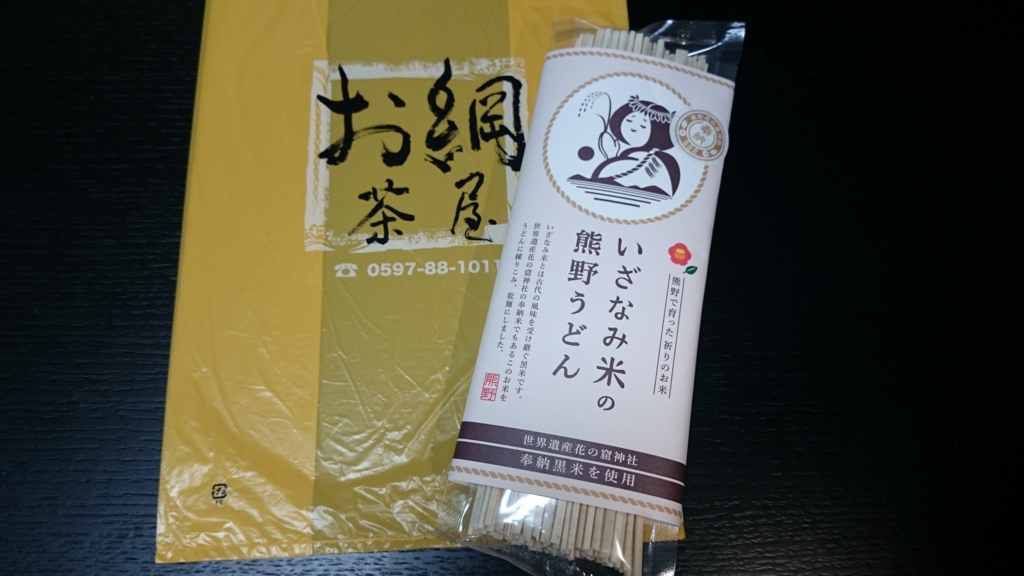 お綱
茶屋
☎ 0597-88-1011
熊野で育った祈りのお米
いざなみ米の
熊野うどん
いざなみ米とは古代の風味を受け継ぐ黒米です。
世界遺産花の窟神社の奉納米でもあるこのお米を
うどんに練りこみ、乾麺にしました。
熊野
世界遺産花の窟神社
奉納黒米を使用